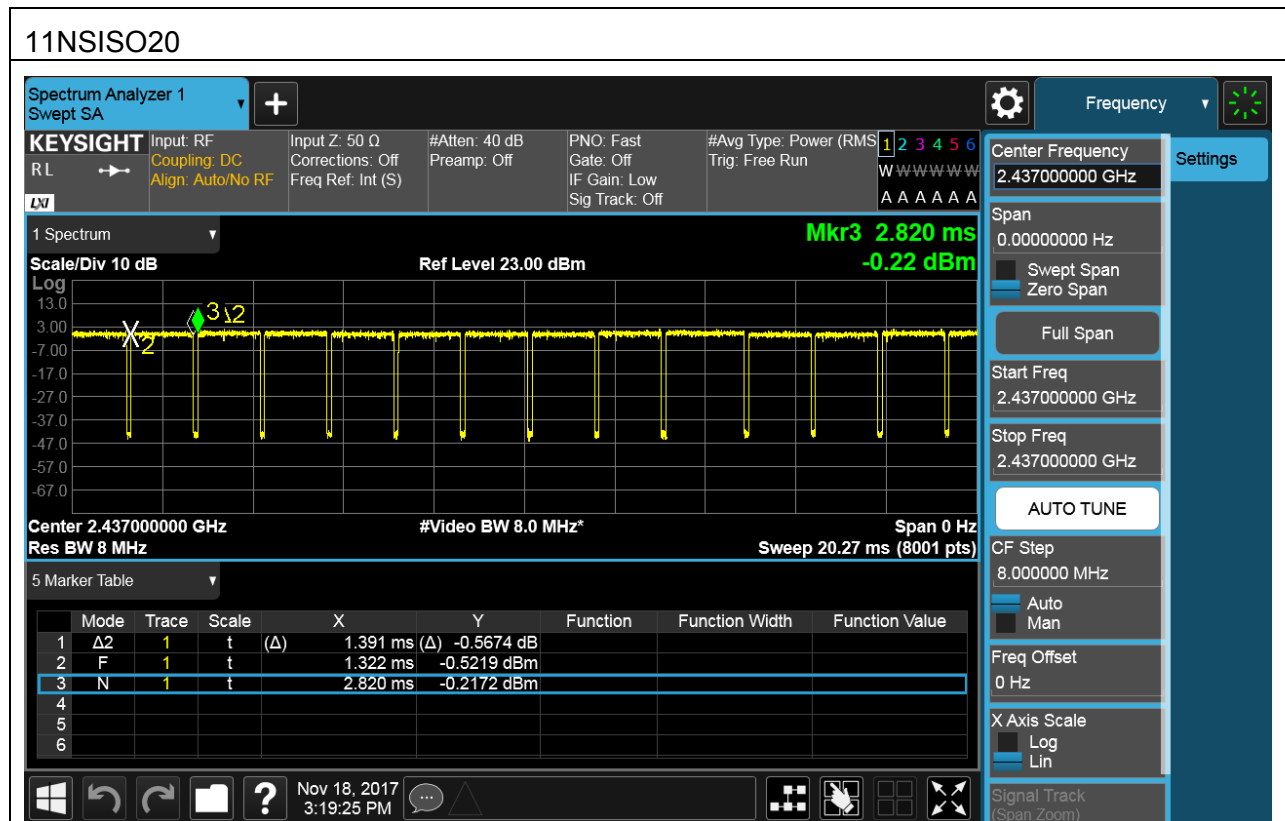 11NSISO20
Spectrum Analyzer 1
Swept SA
Frequency
KEYSIGHT
RL
LXI
Input: RF
Coupling: DC
Align: Auto/No RF
Input Z: 50 Ω
Corrections: Off
Freq Ref: Int (S)
#Atten: 40 dB
Preamp: Off
PNO: Fast
Gate: Off
IF Gain: Low
Sig Track: Off
#Avg Type: Power (RMS
Trig: Free Run
1 2 3 4 5 6
W W W W W W
A A A A A A
Center Frequency
2.437000000 GHz
Settings
1 Spectrum
Mkr3 2.820 ms
Scale/Div 10 dB
Ref Level 23.00 dBm
-0.22 dBm
Log
13.0
3.00
-7.00
-17.0
-27.0
-37.0
-47.0
-57.0
-67.0
2
3
Δ2
Center 2.437000000 GHz
#Video BW 8.0 MHz*
Span 0 Hz
Res BW 8 MHz
Sweep 20.27 ms (8001 pts)
Span
0.00000000 Hz
Swept Span
Zero Span
Full Span
Start Freq
2.437000000 GHz
Stop Freq
2.437000000 GHz
AUTO TUNE
CF Step
8.000000 MHz
Auto
Man
Freq Offset
0 Hz
X Axis Scale
Log
Lin
Signal Track
(Span Zoom)
5 Marker Table
Mode Trace Scale X Y Function Function Width Function Value
1 Δ2 1 t (Δ) 1.391 ms (Δ) -0.5674 dB
2 F 1 t 1.322 ms -0.5219 dBm
3 N 1 t 2.820 ms -0.2172 dBm
4
5
6
?
Nov 18, 2017
3:19:25 PM